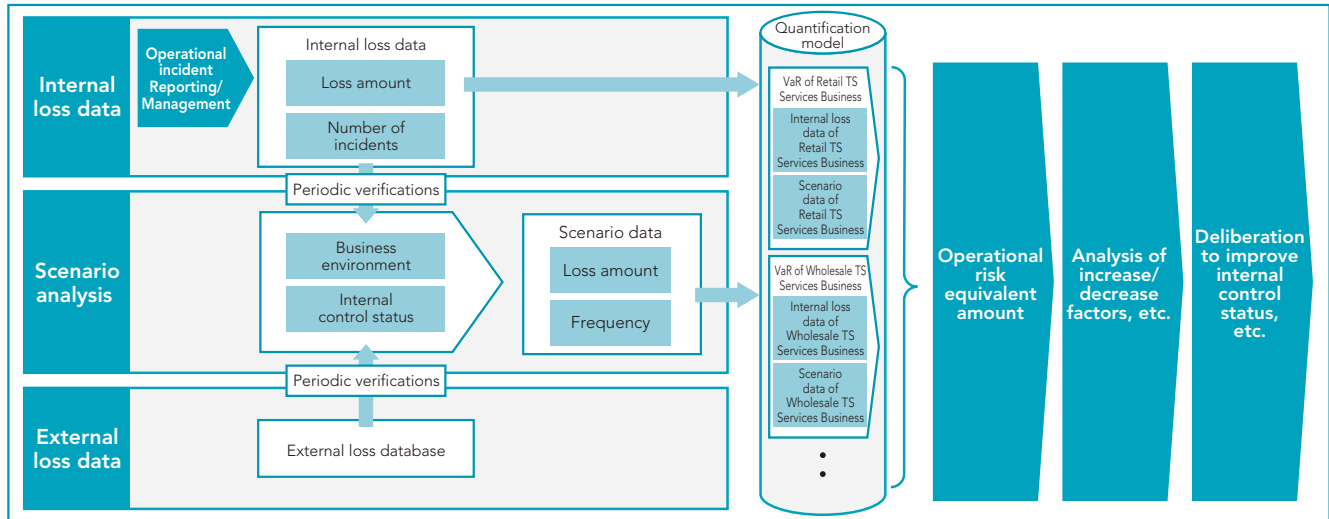 Internal
loss data
Operational
incident
Reporting/
Management
Internal loss data
Loss amount
Number of
incidents
Periodic verifications
Scenario
analysis
Business
environment
Internal
control status
Scenario data
Loss amount
Frequency
Periodic verifications
External
loss data
External loss database
Quantification
model
VaR of Retail TS
Services Business
Internal loss
data of
Retail TS
Services Business
Scenario
data of
Retail TS
Services Business
VaR of Wholesale TS
Services Business
Internal loss
data of
Wholesale TS
Services Business
Scenario
data of
Wholesale TS
Services Business
Operational
risk
equivalent
amount
Analysis of
increase/
decrease
factors, etc.
Deliberation
to improve
internal
control
status,
etc.